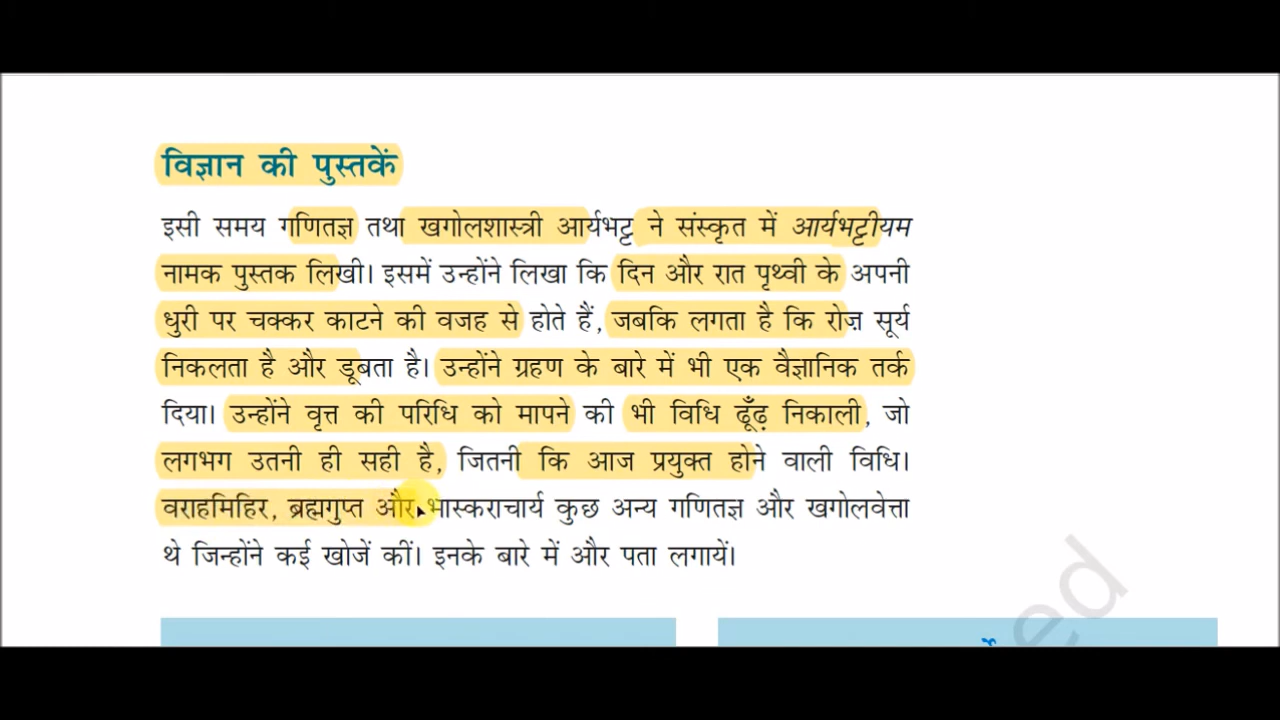 विज्ञान की पुस्तकें
इसी समय गणितज्ञ तथा खगोलशास्त्री आर्यभट्ट ने संस्कृत में आर्यभट्टीयम
नामक पुस्तक लिखी। इसमें उन्होंने लिखा कि दिन और रात पृथ्वी के अपनी
धुरी पर चक्कर काटने की वजह से होते हैं, जबकि लगता है कि रोज़ सूर्य
निकलता है और डूबता है। उन्होंने ग्रहण के बारे में भी एक वैज्ञानिक तर्क
दिया। उन्होंने वृत्त की परिधि को मापने की भी विधि ढूँढ़ निकाली, जो
लगभग उतनी ही सही है, जितनी कि आज प्रयुक्त होने वाली विधि।
वराहमिहिर, ब्रह्मगुप्त और भास्कराचार्य कुछ अन्य गणितज्ञ और खगोलवेत्ता
थे जिन्होंने कई खोजें कीं। इनके बारे में और पता लगायें।
ed